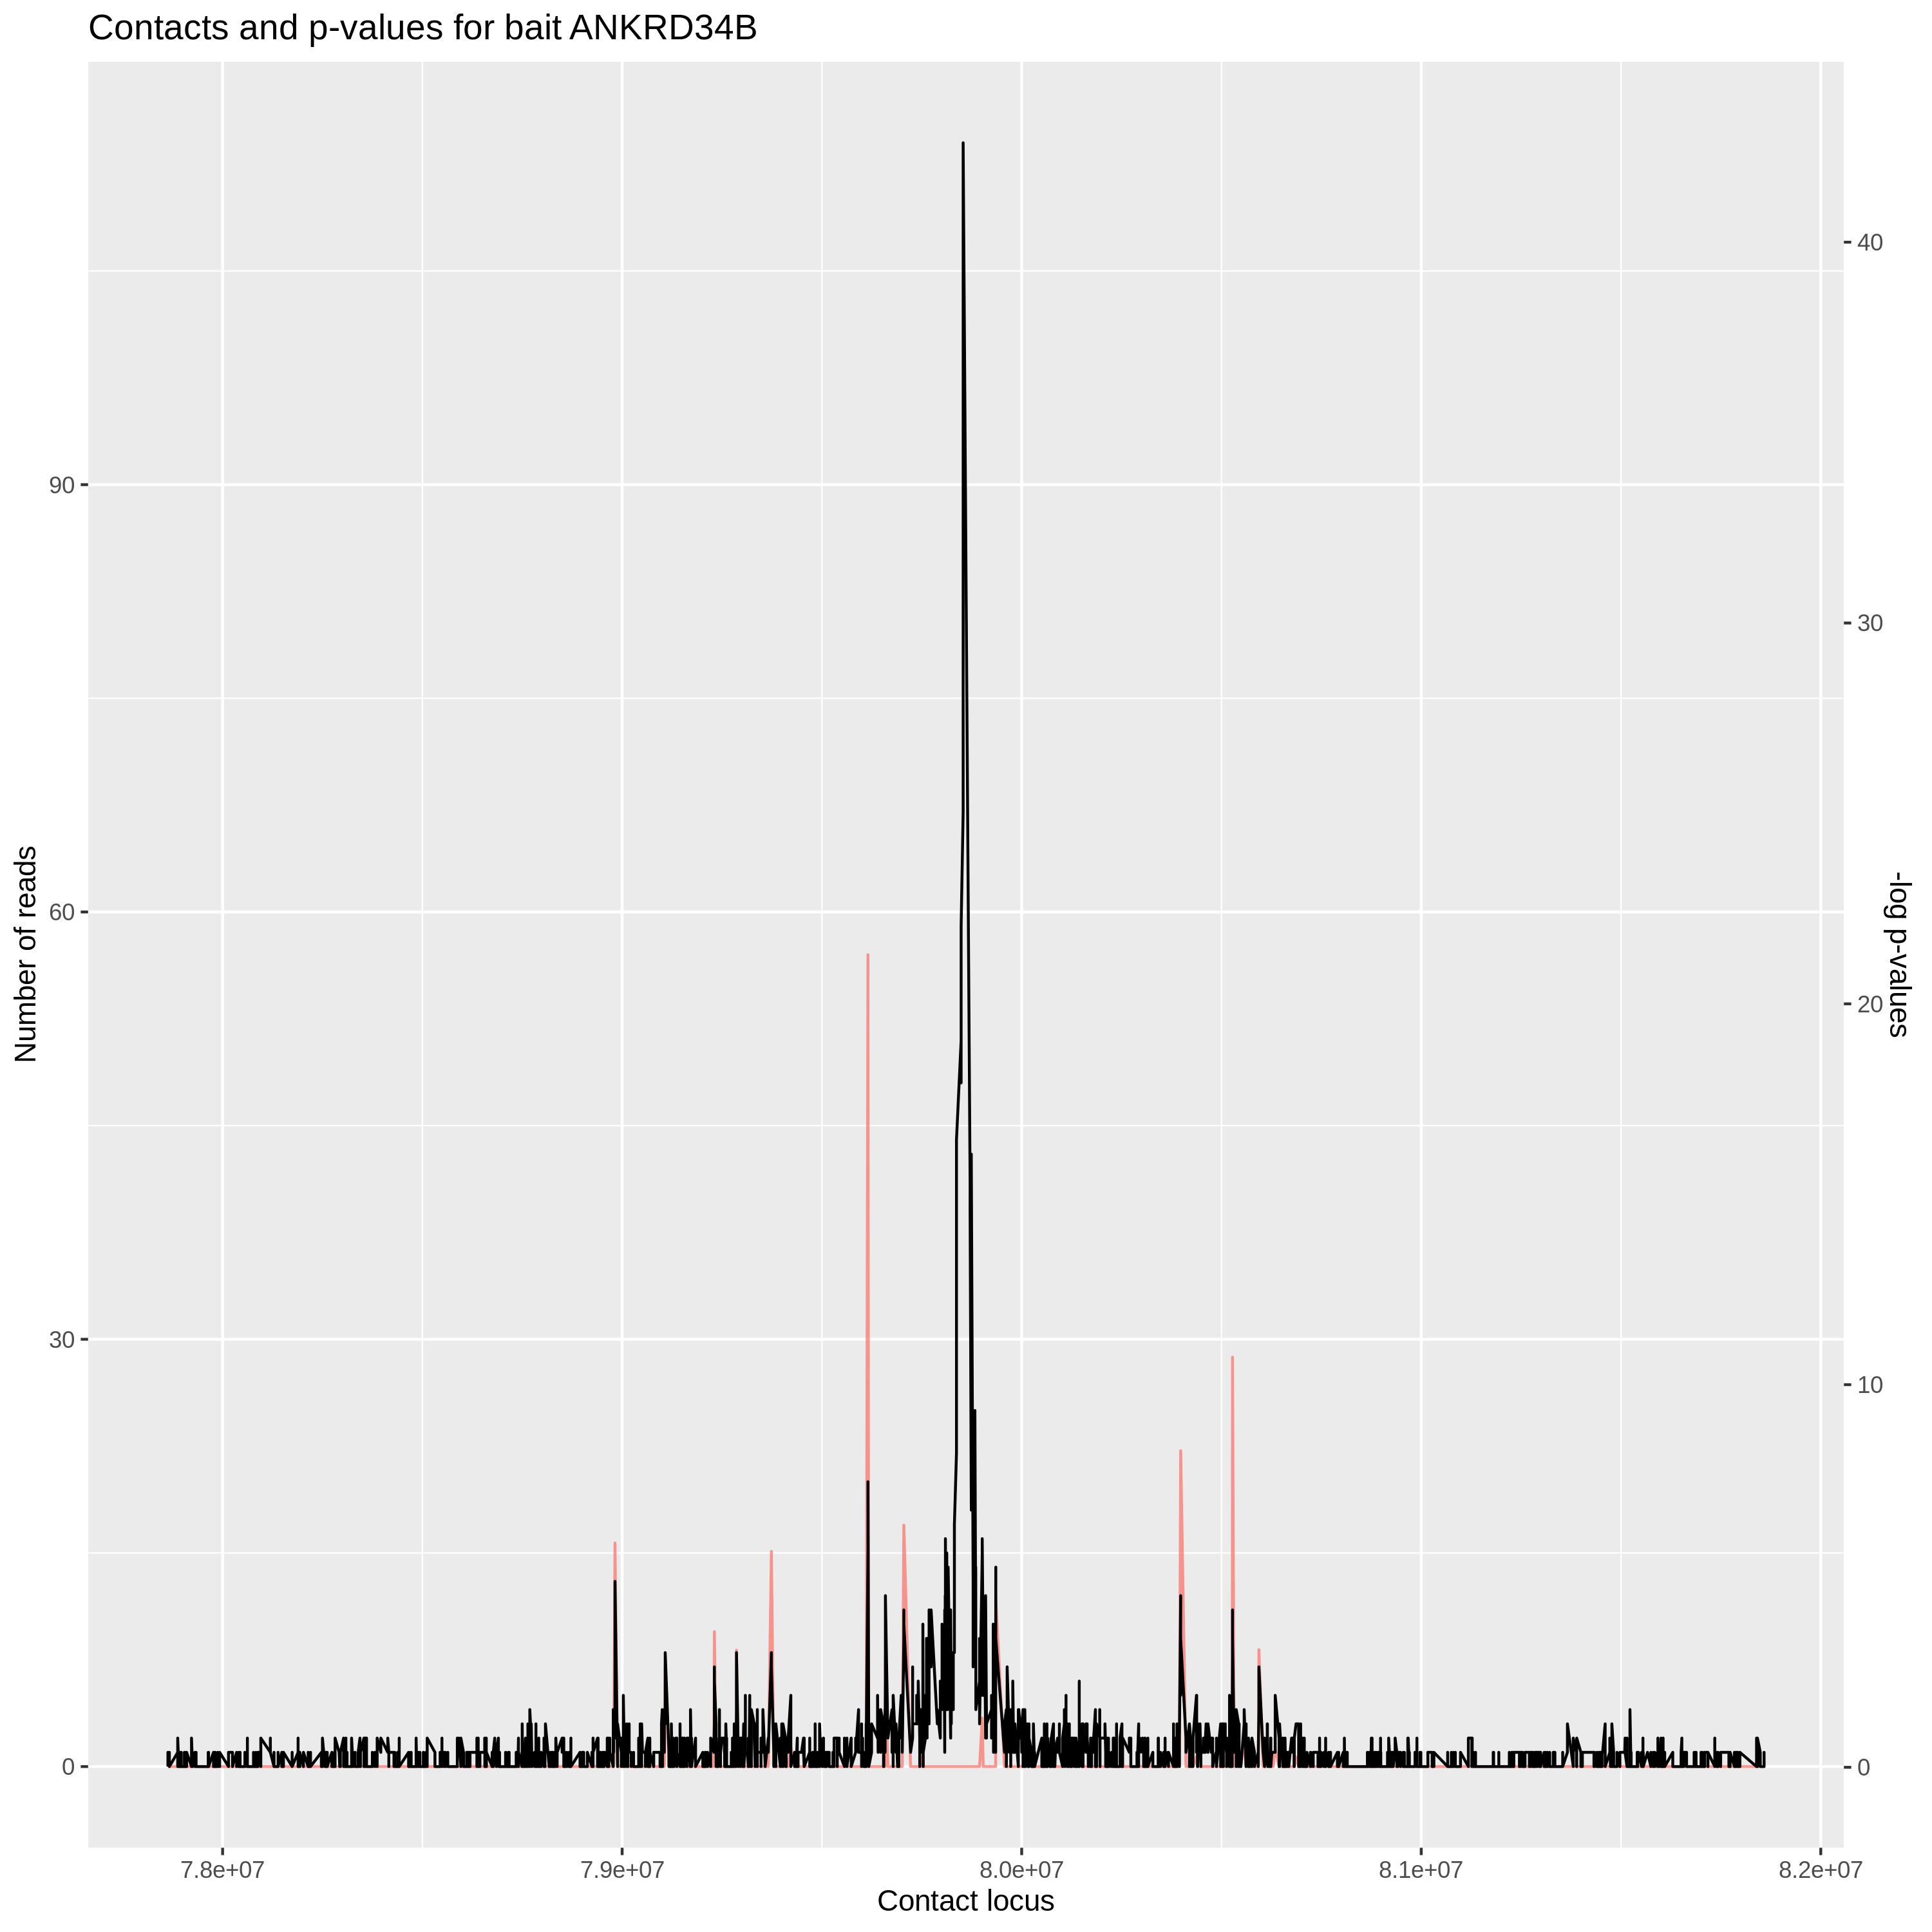 Contacts and p-values for bait ANKRD34B
Number of reads
90
60
30
0
40
30
20
10
0
-log p-values
7.8e+07
7.9e+07
8.0e+07
8.1e+07
8.2e+07
Contact locus